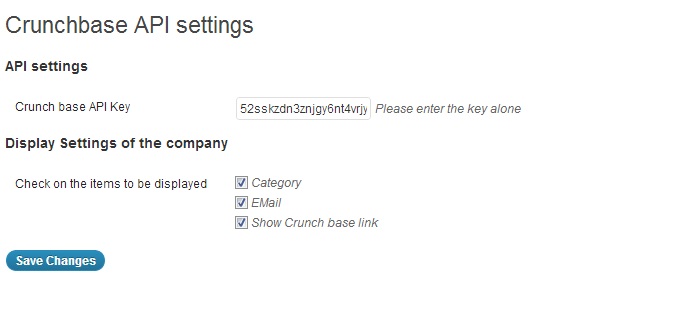 Crunchbase API settings
API settings
Crunch base API Key 52sskzdn3znjgy6nt4vrjy Please enter the key alone
Display Settings of the company
Check on the items to be displayed Category
EMail
Show Crunch base link
Save Changes